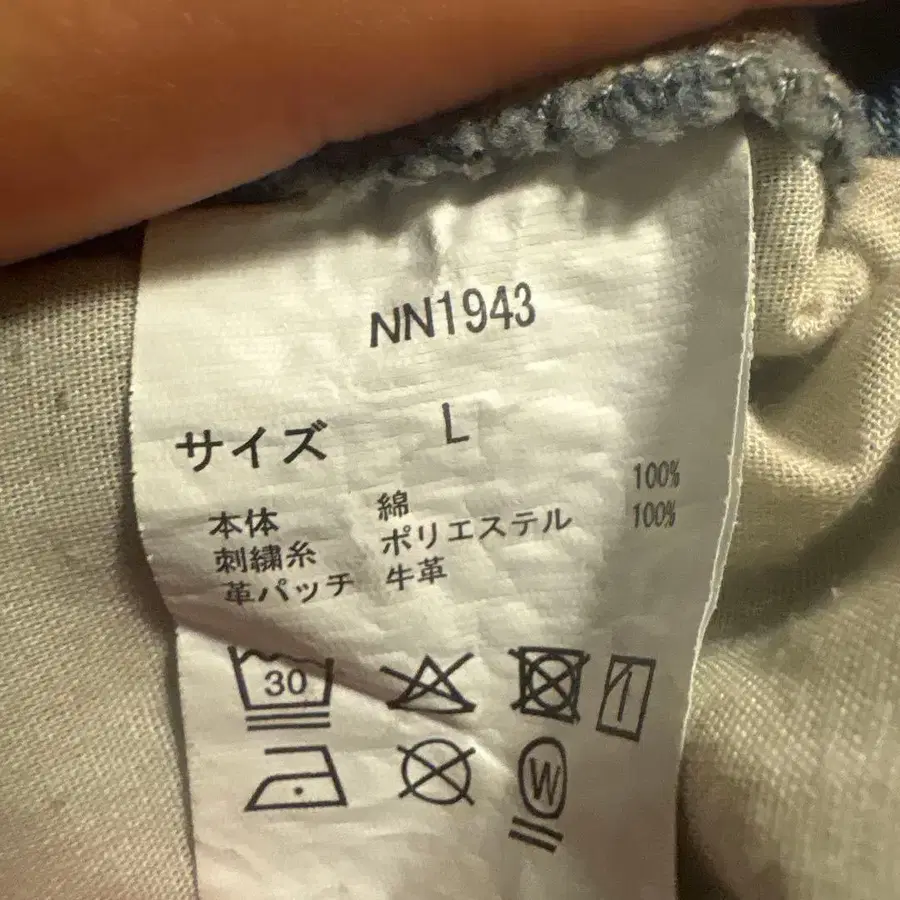 NN1943
サイズ L
本体 綿 100%
刺繍糸 ポリエステル 100%
革パッチ 牛革
30
W